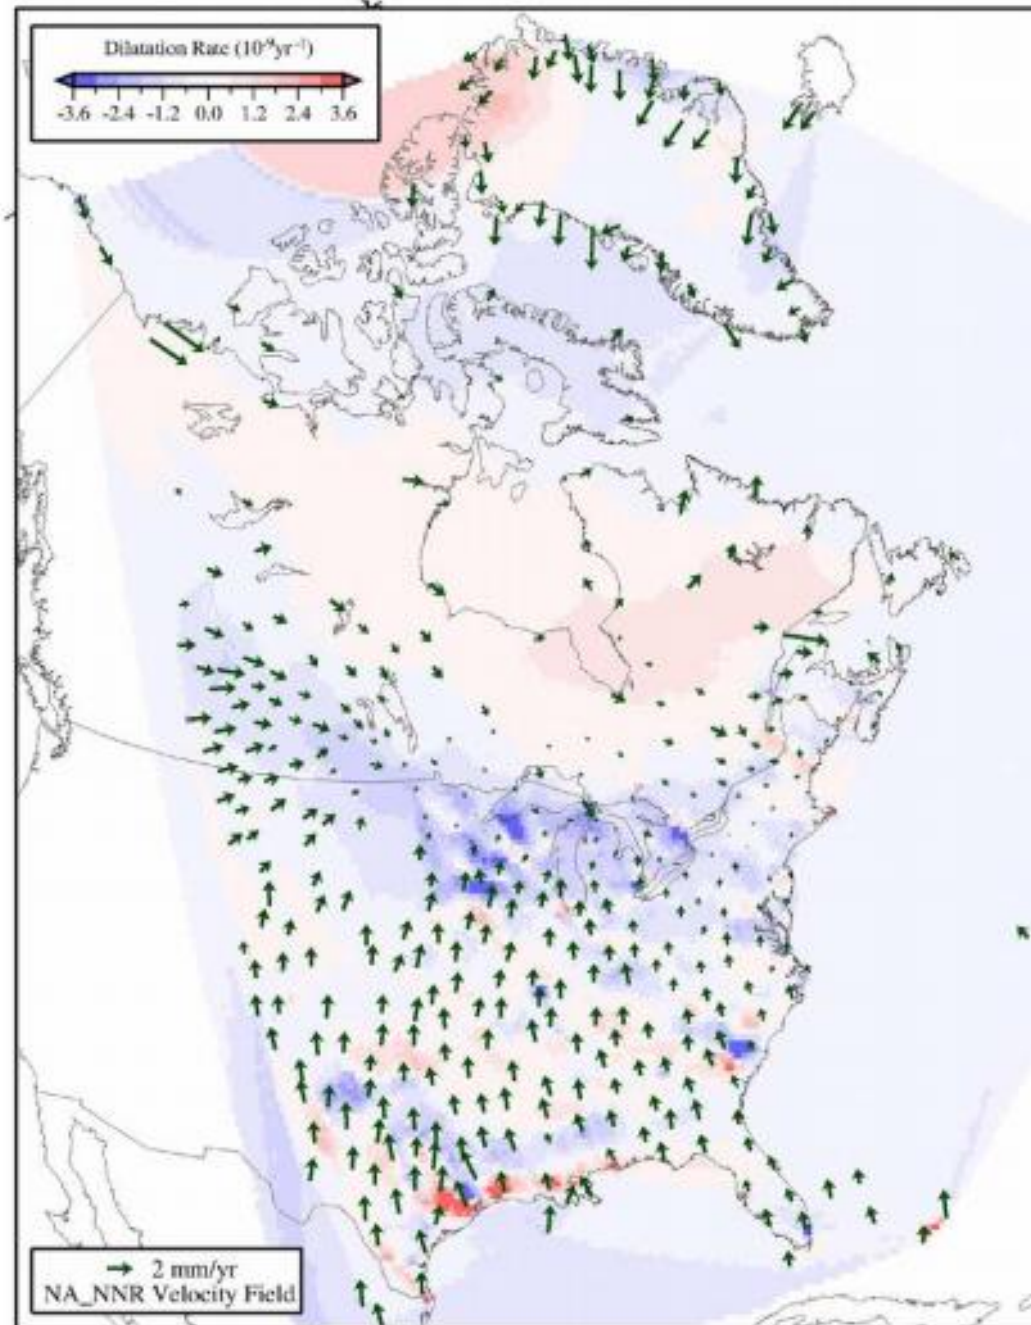 Dilatation Rate (10⁻⁹yr⁻¹)
-3.6 -2.4 -1.2 0.0 1.2 2.4 3.6
2 mm/yr
NA_NNR Velocity Field